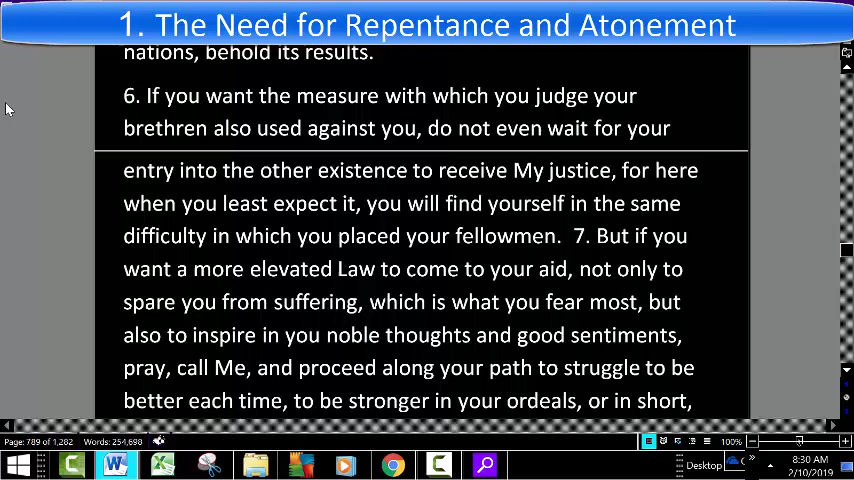 1. The Need for Repentance and Atonement
nations, behold its results.
6. If you want the measure with which you judge your
brethren also used against you, do not even wait for your
entry into the other existence to receive My justice, for here
when you least expect it, you will find yourself in the same
difficulty in which you placed your fellowmen.  7. But if you
want a more elevated Law to come to your aid, not only to
spare you from suffering, which is what you fear most, but
also to inspire in you noble thoughts and good sentiments,
pray, call Me, and proceed along your path to struggle to be
better each time, to be stronger in your ordeals, or in short,
Page: 789 of 1,282 Words: 254,698 100%
Desktop » 8:30 AM
2/10/2019